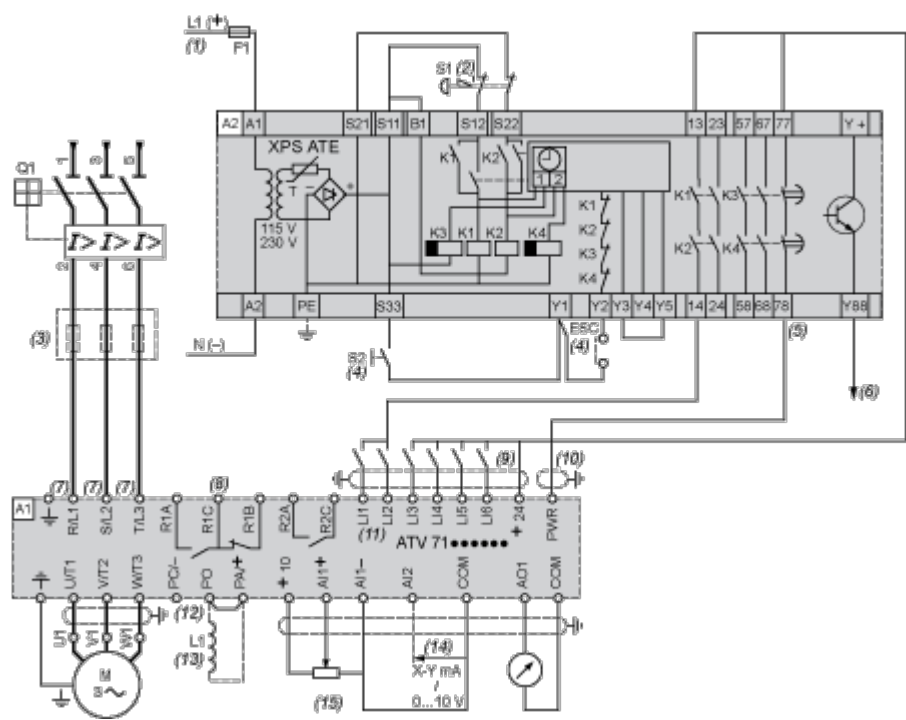 L1 (+)
(1)
F1
S1 (2)
A2 A1 S21 S11 B1 S12 S22 13 23 57 67 77 Y +
XPS ATE
T
+
115 V
230 V
K1 K2
1 2
K3 K1 K2 K4
K1
K2
K3
K4
K1 K3
K2 K4
A2 PE S33 Y1 Y2 Y3 Y4 Y5 14 24 58 68 78 Y88
Q1
1 3 5
I> I> I>
2 4 6
(3)
N (–)
S2
(4)
ESC
(4)
(5)
(6)
(7) (7) (7)
(8)
(9)
(10)
A1
R/L1 S/L2 T/L3 R1A R1C R1B R2A R2C LI1 LI2 LI3 LI4 LI5 LI6 + 24 PWR
(11)
ATV 71••••••
U/T1 V/T2 W/T3 PC/– PO PA/+ + 10 AI1+ AI1– AI2 COM AO1 COM
(12)
U1 V1 W1
M
3
L1
(13)
(14)
X-Y mA
/
0...10 V
(15)